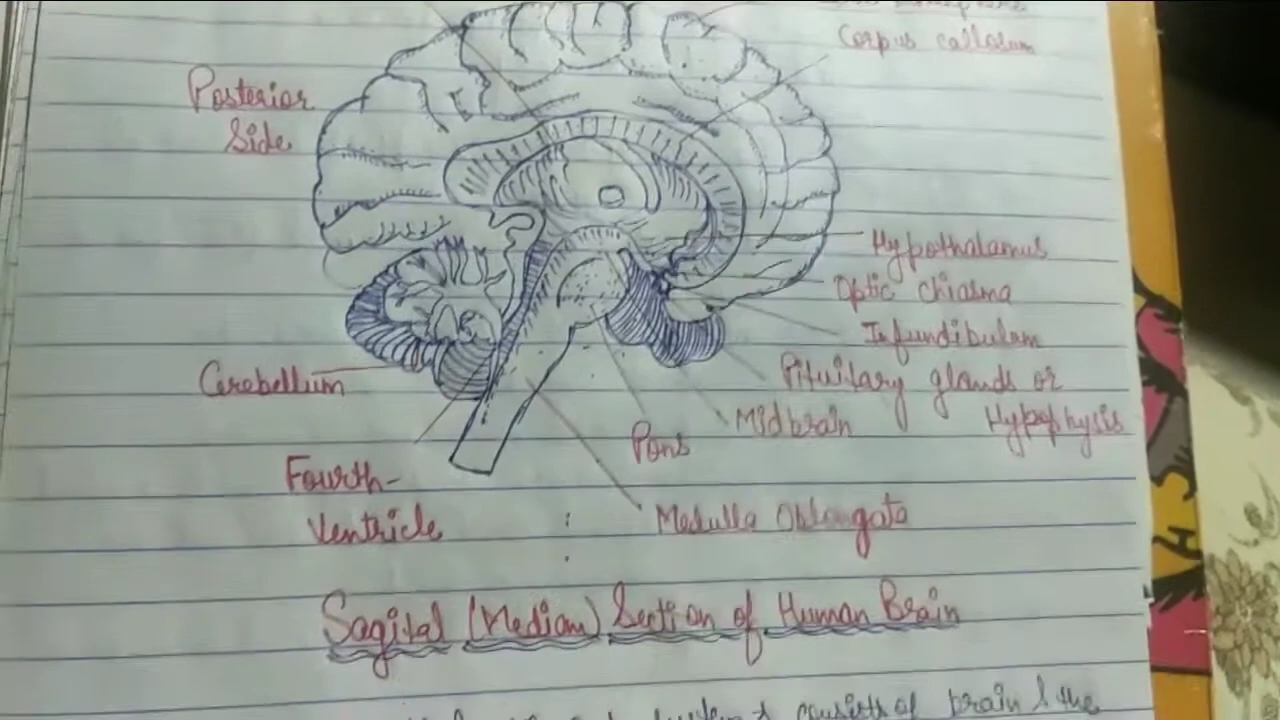 Corpus callosum
Posterior
Side
Hypothalamus
Optic Chiasma
Infundibulam
Cerebellum
Pituitary glands or
Hypophysis
Midbrain
Pons
Fourth-
Ventricle
Medulla Oblongata
Sagital (Median) Section of Human Brain
consists of brain & the